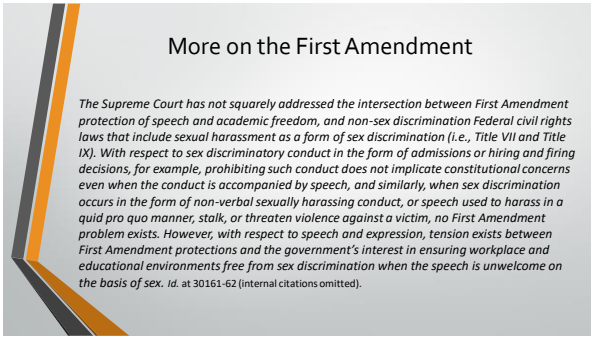 More on the First Amendment
The Supreme Court has not squarely addressed the intersection between First Amendment
protection of speech and academic freedom, and non-sex discrimination Federal civil rights
laws that include sexual harassment as a form of sex discrimination (i.e., Title VII and Title
IX). With respect to sex discriminatory conduct in the form of admissions or hiring and firing
decisions, for example, prohibiting such conduct does not implicate constitutional concerns
even when the conduct is accompanied by speech, and similarly, when sex discrimination
occurs in the form of non-verbal sexually harassing conduct, or speech used to harass in a
quid pro quo manner, stalk, or threaten violence against a victim, no First Amendment
problem exists. However, with respect to speech and expression, tension exists between
First Amendment protections and the government's interest in ensuring workplace and
educational environments free from sex discrimination when the speech is unwelcome on
the basis of sex. Id. at 30161-62 (internal citations omitted).